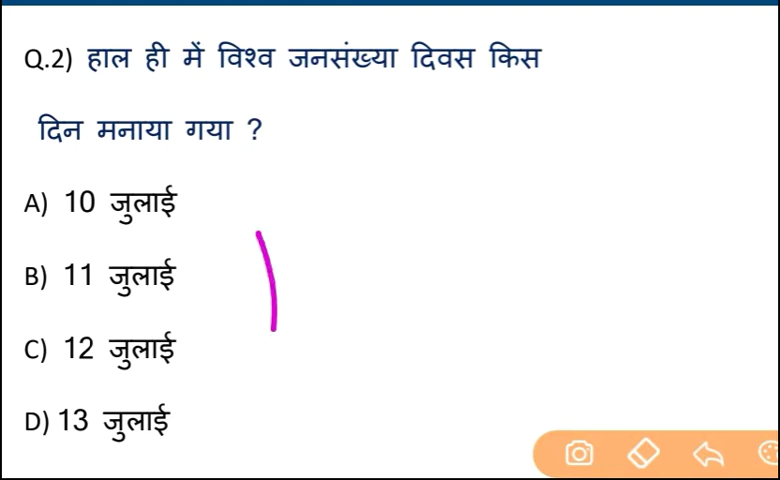 Q.2) हाल ही में विश्व जनसंख्या दिवस किस
दिन मनाया गया ?
A) 10 जुलाई
B) 11 जुलाई
C) 12 जुलाई
D) 13 जुलाई